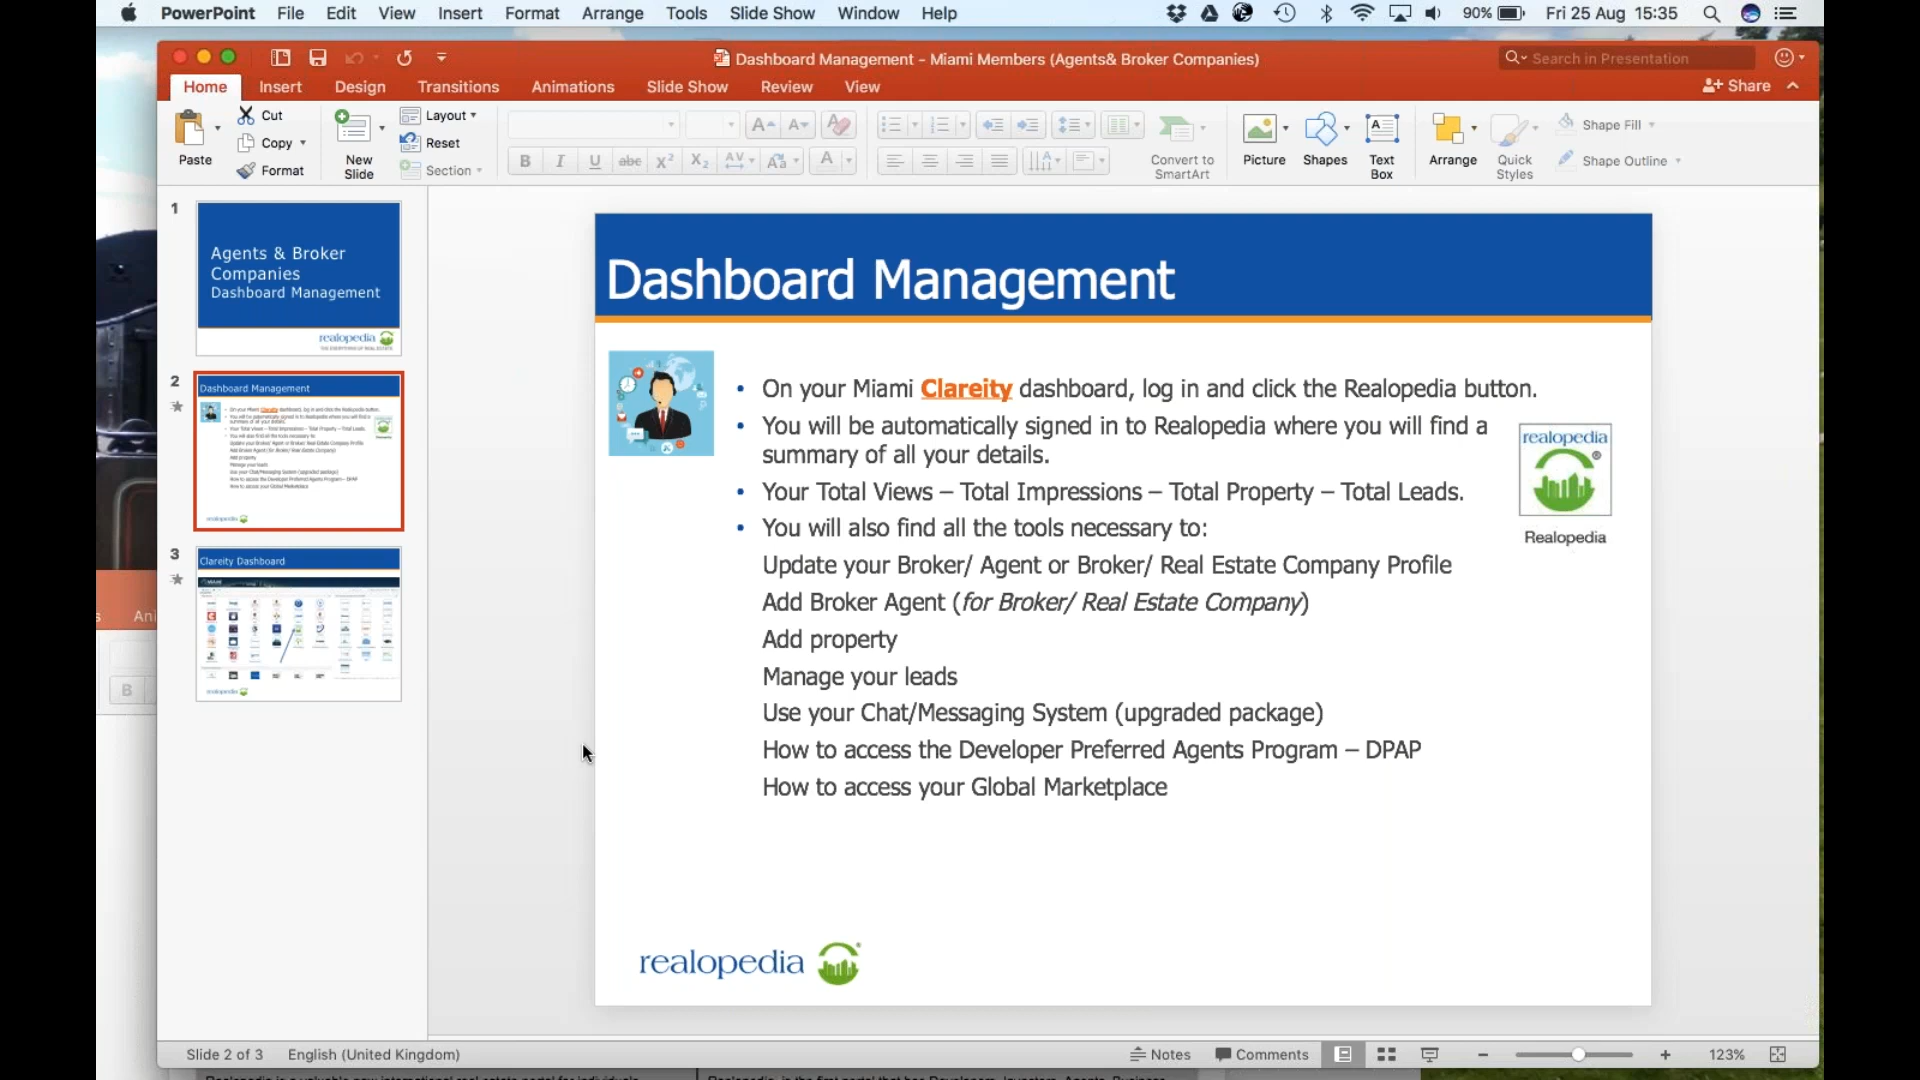 PowerPoint File Edit View Insert Format Arrange Tools Slide Show Window Help 90% Fri 25 Aug 15:35
Dashboard Management - Miami Members (Agents& Broker Companies) Search in Presentation
Home Insert Design Transitions Animations Slide Show Review View Share
Paste Cut Copy Format New Slide Layout Reset Section
Convert to SmartArt Picture Shapes Text Box Arrange Quick Styles Shape Fill Shape Outline
1
Agents & Broker
Companies
Dashboard Management
realopedia
2
Dashboard Management
3
Clareity Dashboard
Dashboard Management
• On your Miami Clareity dashboard, log in and click the Realopedia button.
• You will be automatically signed in to Realopedia where you will find a
summary of all your details.
• Your Total Views – Total Impressions – Total Property – Total Leads.
• You will also find all the tools necessary to:
Update your Broker/ Agent or Broker/ Real Estate Company Profile
Add Broker Agent (for Broker/ Real Estate Company)
Add property
Manage your leads
Use your Chat/Messaging System (upgraded package)
How to access the Developer Preferred Agents Program – DPAP
How to access your Global Marketplace
realopedia
Realopedia
realopedia
Slide 2 of 3 English (United Kingdom) Notes Comments 123%